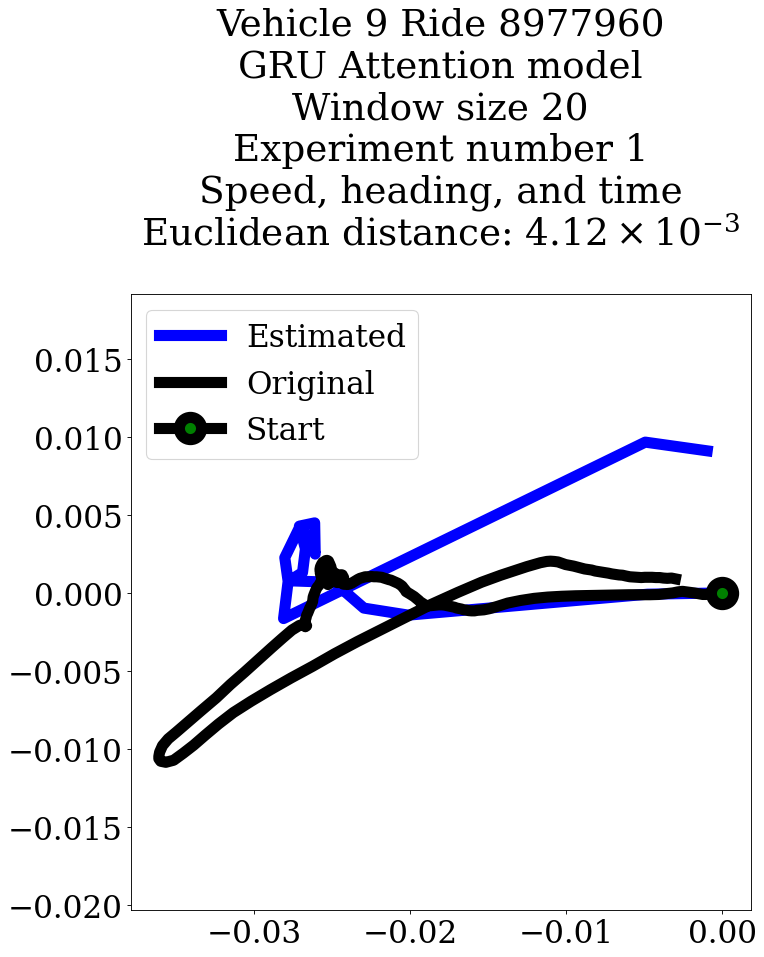 Vehicle 9 Ride 8977960
GRU Attention model
Window size 20
Experiment number 1
Speed, heading, and time
Euclidean distance: 4.12 × 10⁻³
Estimated
Original
Start
0.015
0.010
0.005
0.000
−0.005
−0.010
−0.015
−0.020
−0.03 −0.02 −0.01 0.00